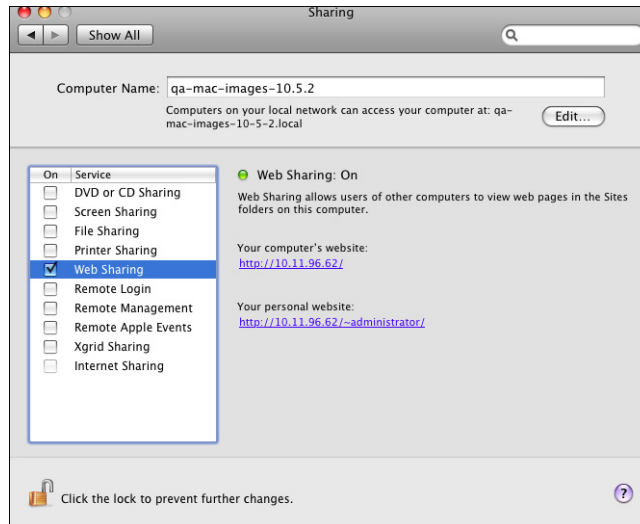 Sharing
Show All
Computer Name: qa-mac-images-10.5.2
Computers on your local network can access your computer at: qa-
mac-images-10-5-2.local
Edit...
On Service
DVD or CD Sharing
Screen Sharing
File Sharing
Printer Sharing
Web Sharing
Remote Login
Remote Management
Remote Apple Events
Xgrid Sharing
Internet Sharing
Web Sharing: On
Web Sharing allows users of other computers to view web pages in the Sites
folders on this computer.
Your computer's website:
http://10.11.96.62/
Your personal website:
http://10.11.96.62/~administrator/
Click the lock to prevent further changes.
?